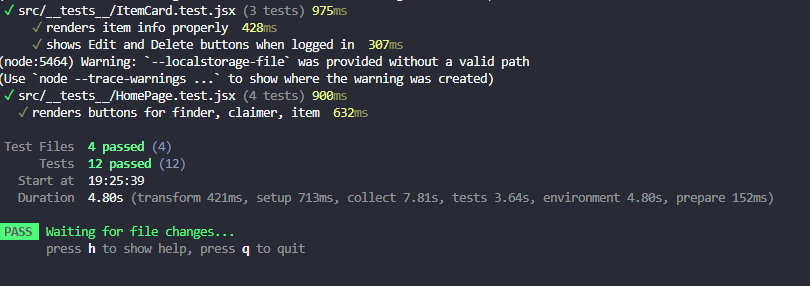 ✓ src/__tests__/ItemCard.test.jsx (3 tests) 975ms
✓ renders item info properly 428ms
✓ shows Edit and Delete buttons when logged in 307ms
(node:5464) Warning: `--localstorage-file` was provided without a valid path
(Use `node --trace-warnings ...` to show where the warning was created)
✓ src/__tests__/HomePage.test.jsx (4 tests) 900ms
✓ renders buttons for finder, claimer, item 632ms
Test Files 4 passed (4)
Tests 12 passed (12)
Start at 19:25:39
Duration 4.80s (transform 421ms, setup 713ms, collect 7.81s, tests 3.64s, environment 4.80s, prepare 152ms)
PASS Waiting for file changes...
press h to show help, press q to quit